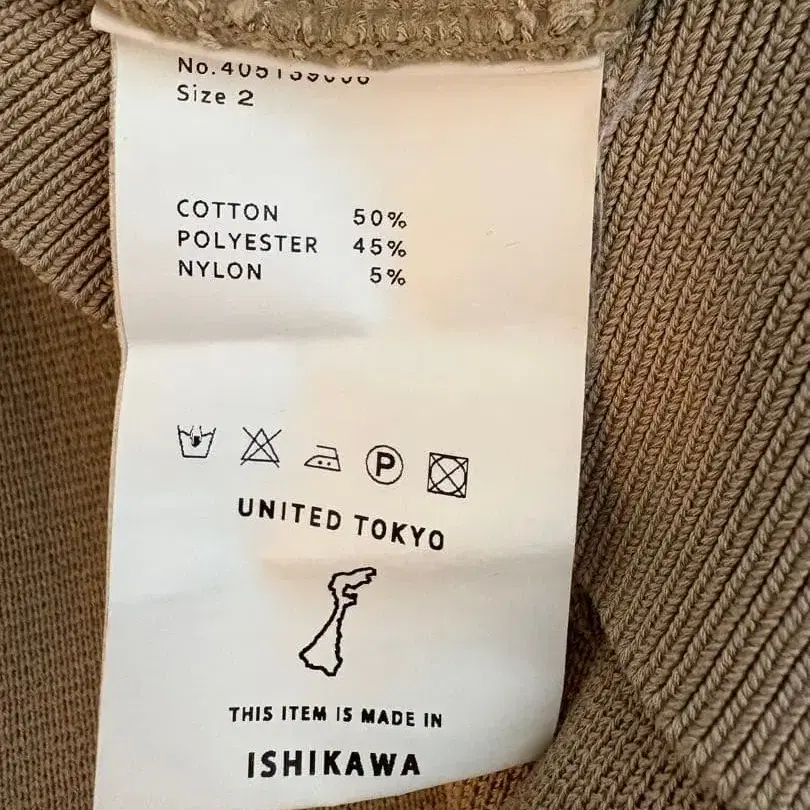 Size 2
COTTON 50%
POLYESTER 45%
NYLON 5%
P
UNITED TOKYO
THIS ITEM IS MADE IN
ISHIKAWA